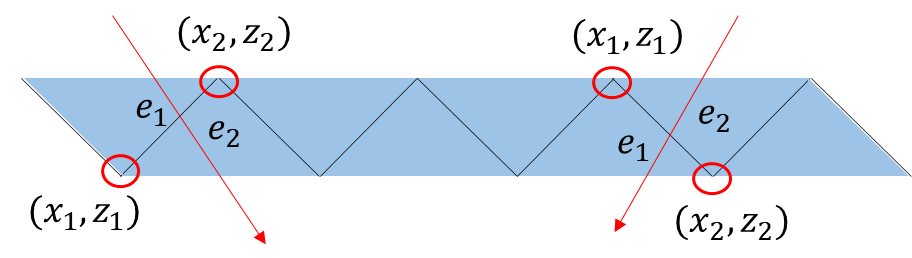 (x₂, z₂)
(x₁, z₁)
e₁
e₂
e₂
e₁
(x₁, z₁)
(x₂, z₂)